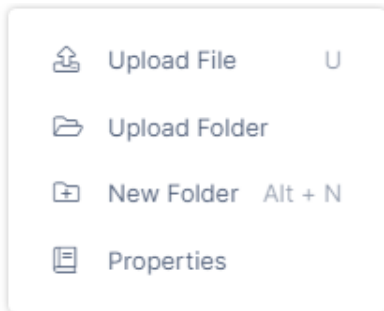 Upload File U
Upload Folder
New Folder Alt + N
Properties